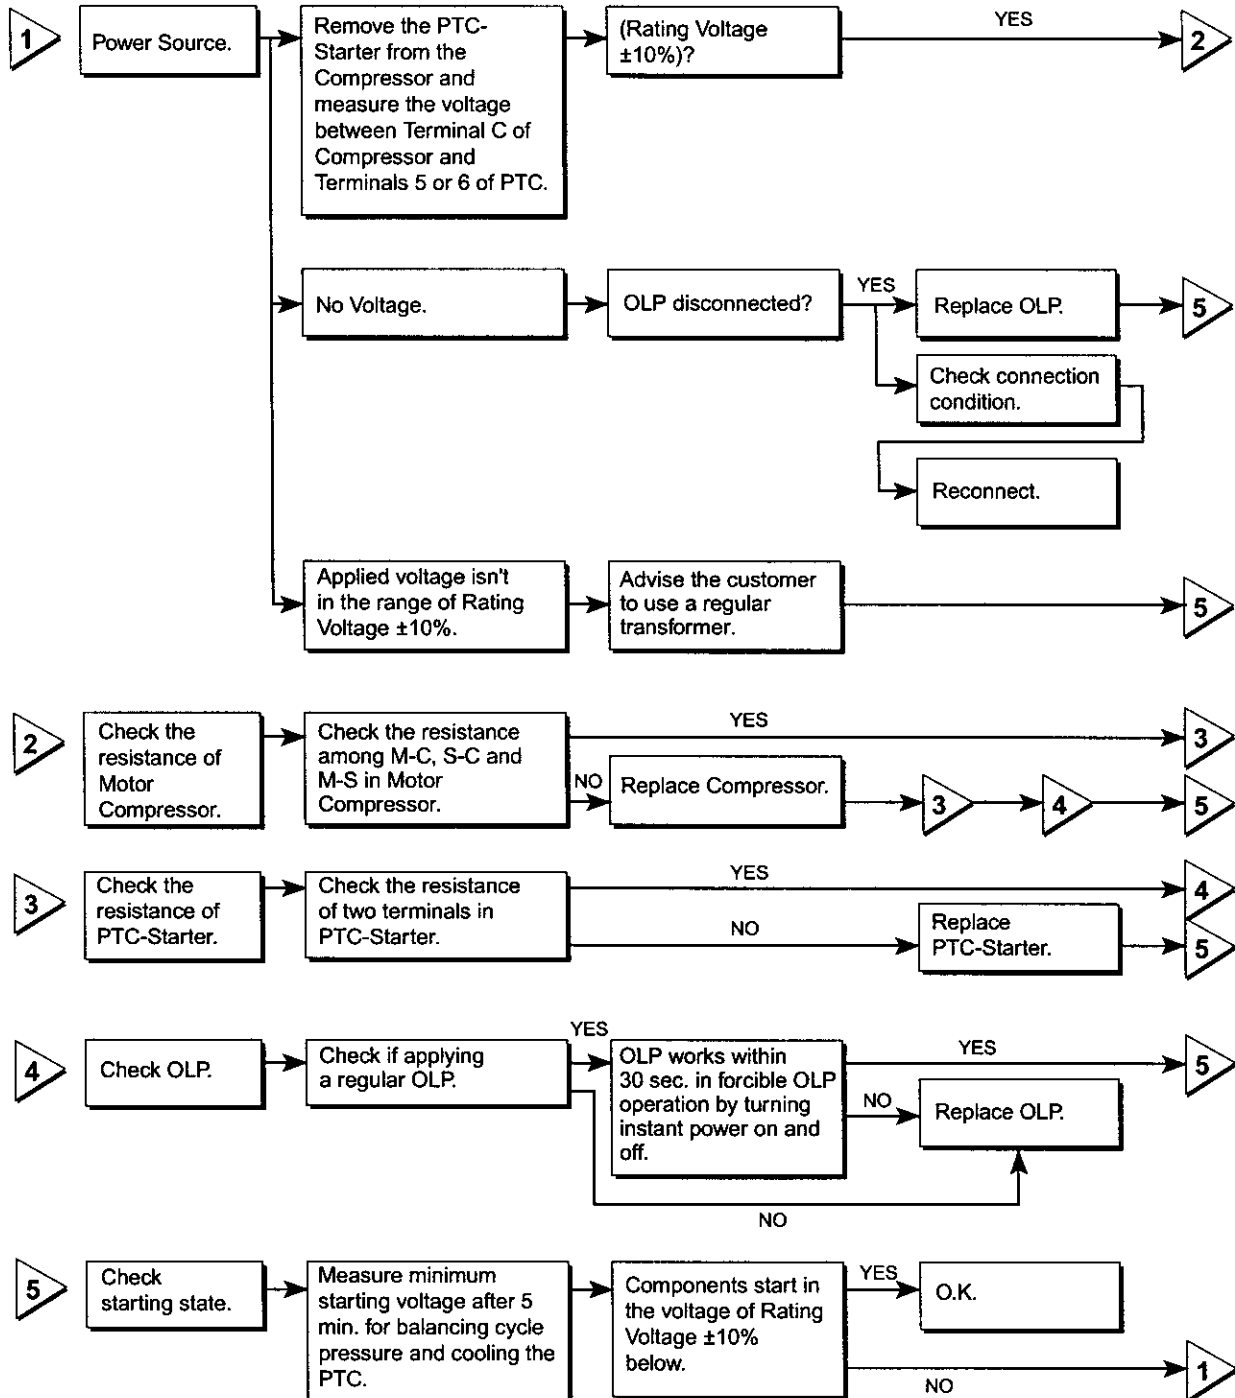 1
Power Source.
Remove the PTC-
Starter from the
Compressor and
measure the voltage
between Terminal C of
Compressor and
Terminals 5 or 6 of PTC.
(Rating Voltage
±10%)?
YES
2
No Voltage.
OLP disconnected?
YES
Replace OLP.
5
Check connection
condition.
Reconnect.
Applied voltage isn't
in the range of Rating
Voltage ±10%.
Advise the customer
to use a regular
transformer.
5
2
Check the
resistance of
Motor
Compressor.
Check the resistance
among M-C, S-C and
M-S in Motor
Compressor.
YES
3
NO
Replace Compressor.
3
4
5
3
Check the
resistance of
PTC-Starter.
Check the resistance
of two terminals in
PTC-Starter.
YES
4
NO
Replace
PTC-Starter.
5
4
Check OLP.
Check if applying
a regular OLP.
YES
OLP works within
30 sec. in forcible OLP
operation by turning
instant power on and
off.
YES
5
NO
Replace OLP.
NO
5
Check
starting state.
Measure minimum
starting voltage after 5
min. for balancing cycle
pressure and cooling the
PTC.
Components start in
the voltage of Rating
Voltage ±10%
below.
YES
O.K.
NO
1